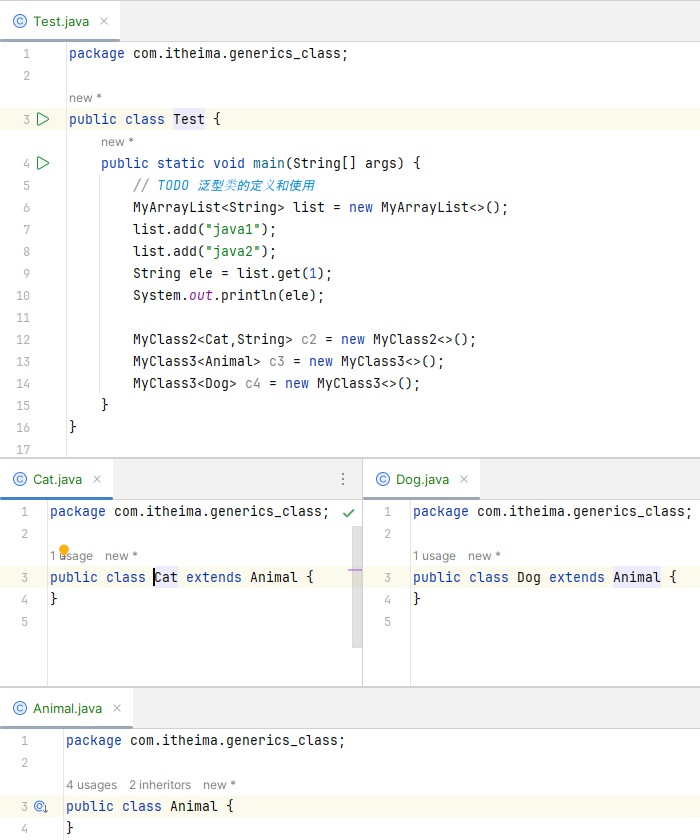 Test.java
1 package com.itheima.generics_class;
2
new *
3 public class Test {
new *
4 public static void main(String[] args) {
5 // TODO 泛型类的定义和使用
6 MyArrayList<String> list = new MyArrayList<>();
7 list.add("java1");
8 list.add("java2");
9 String ele = list.get(1);
10 System.out.println(ele);
11
12 MyClass2<Cat,String> c2 = new MyClass2<>();
13 MyClass3<Animal> c3 = new MyClass3<>();
14 MyClass3<Dog> c4 = new MyClass3<>();
15 }
16 }
17
Cat.java
1 package com.itheima.generics_class;
2
1 usage new *
3 public class Cat extends Animal {
4 }
5
Dog.java
1 package com.itheima.generics_class;
2
1 usage new *
3 public class Dog extends Animal {
4 }
5
Animal.java
1 package com.itheima.generics_class;
2
4 usages 2 inheritors new *
3 public class Animal {
4 }